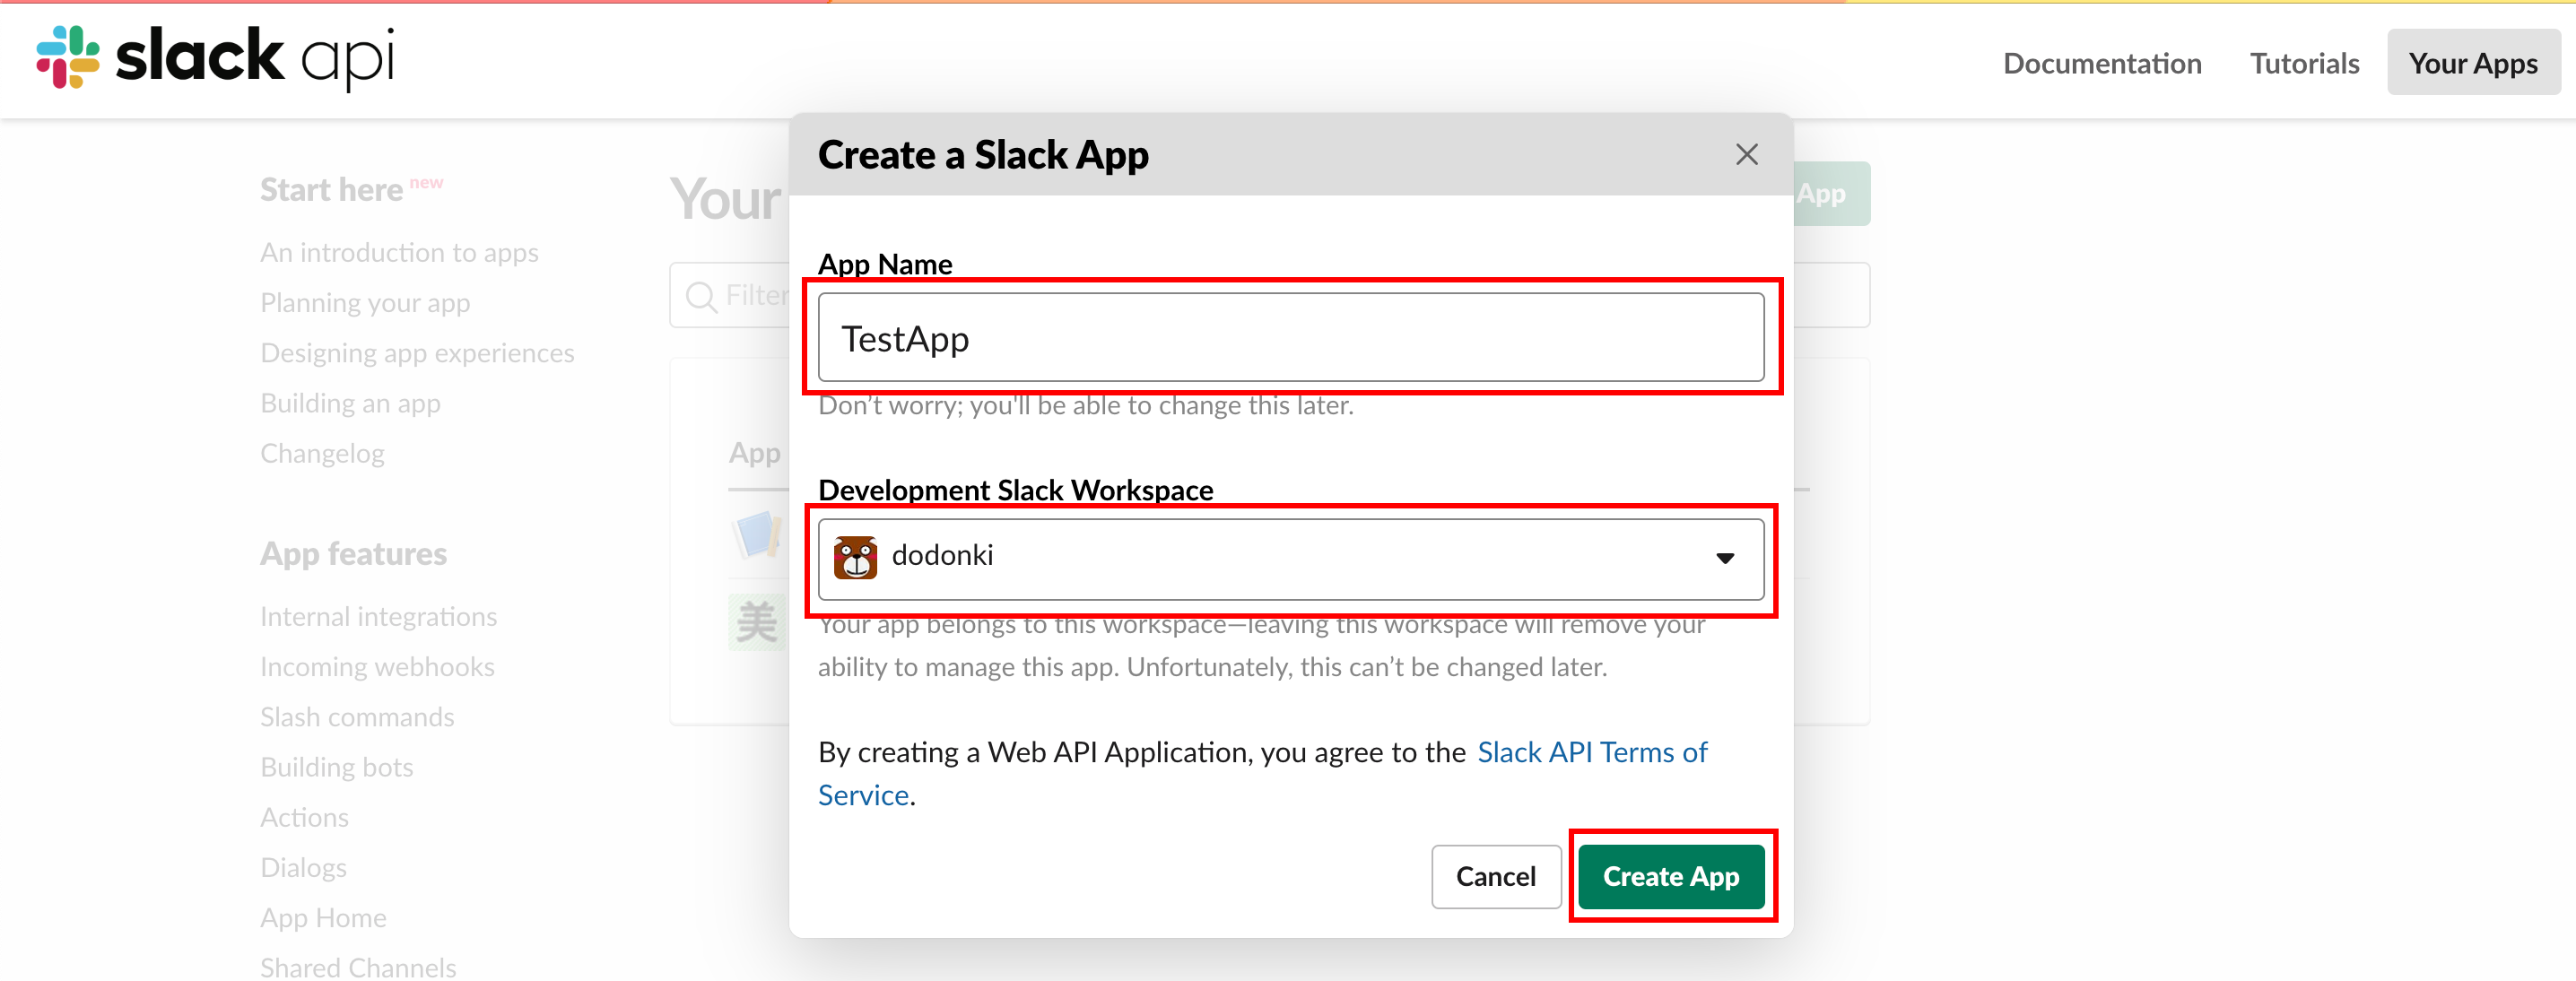 slack api
Documentation
Tutorials
Your Apps
Start here new
An introduction to apps
Planning your app
Designing app experiences
Building an app
Changelog
App features
Internal integrations
Incoming webhooks
Slash commands
Building bots
Actions
Dialogs
App Home
Shared Channels
Your
App
Filter
App
美
Create a Slack App
App Name
TestApp
Don't worry; you'll be able to change this later.
Development Slack Workspace
dodonki
Your app belongs to this workspace—leaving this workspace will remove your
ability to manage this app. Unfortunately, this can't be changed later.
By creating a Web API Application, you agree to the Slack API Terms of
Service.
Cancel
Create App